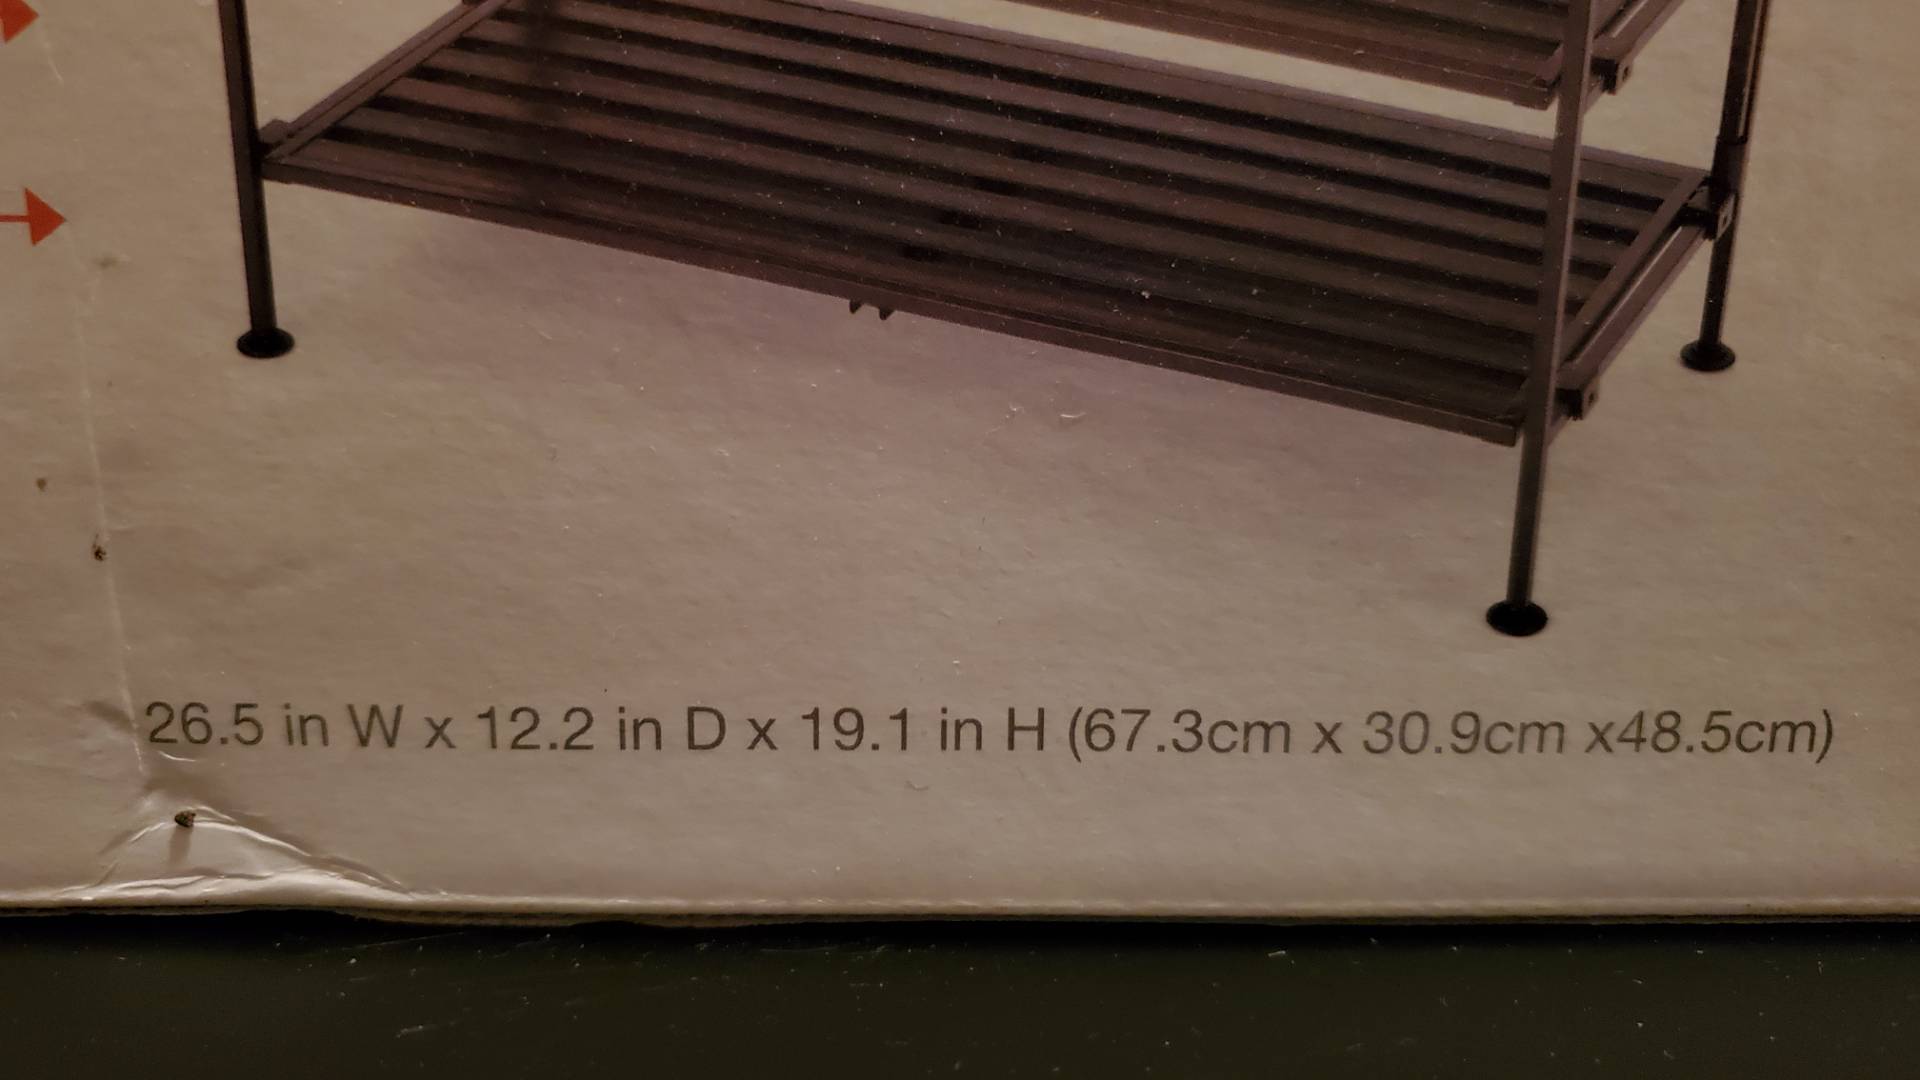 26.5 in W x 12.2 in D x 19.1 in H (67.3cm x 30.9cm x48.5cm)